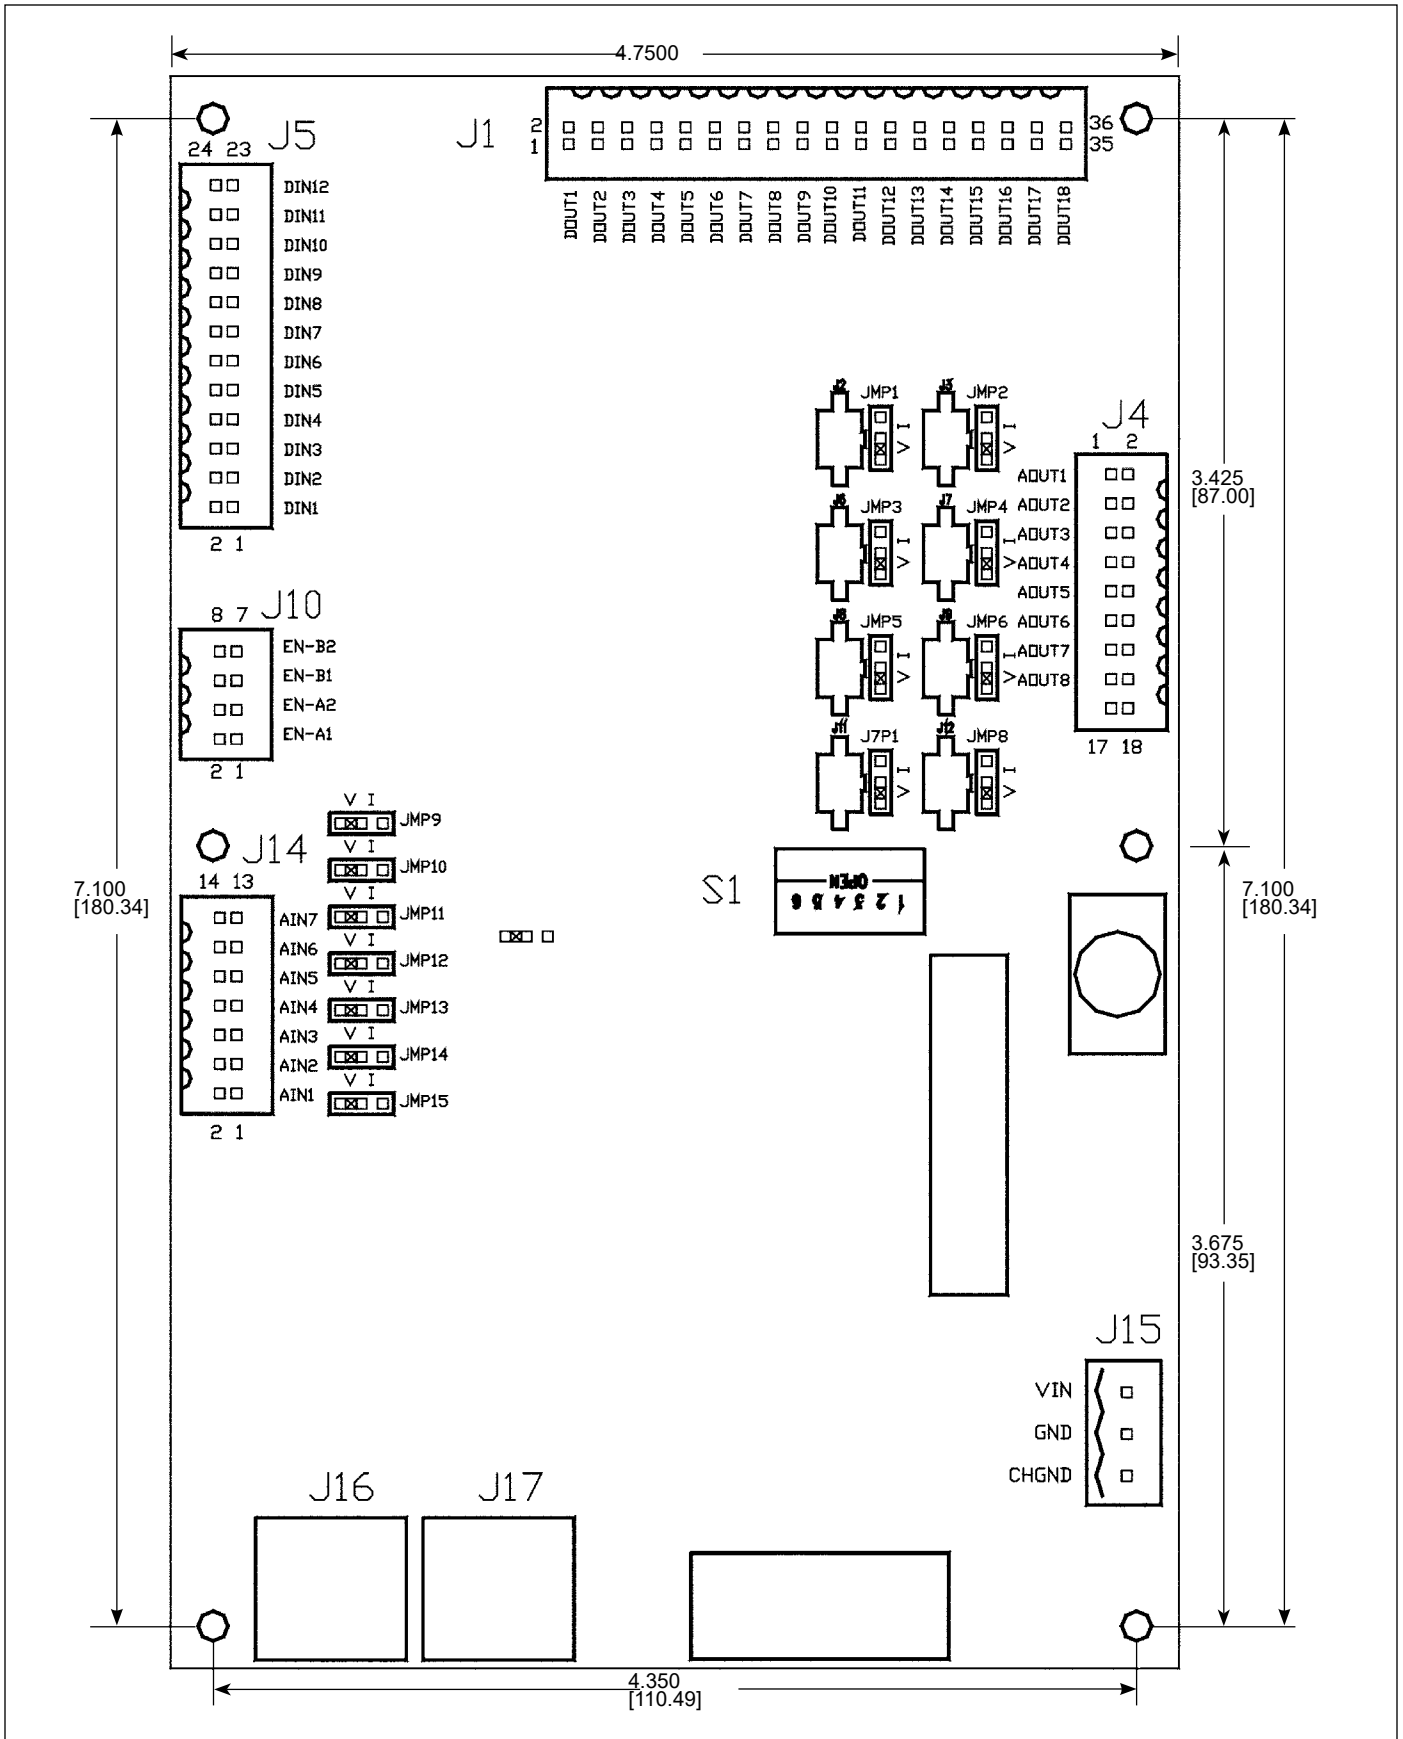 4.7500
J5
24 23
DIN12
DIN11
DIN10
DIN9
DIN8
DIN7
DIN6
DIN5
DIN4
DIN3
DIN2
DIN1
2 1
J1
2
1
36
35
DOUT1
DOUT2
DOUT3
DOUT4
DOUT5
DOUT6
DOUT7
DOUT8
DOUT9
DOUT10
DOUT11
DOUT12
DOUT13
DOUT14
DOUT15
DOUT16
DOUT17
DOUT18
J2 JMP1 I V
J3 JMP2 I V
JMP3 I V
J7 JMP4 I V
JMP5 I V
JMP6 I V
J11 J7P1 I V
J12 JMP8 I V
J4
1 2
AOUT1
AOUT2
AOUT3
AOUT4
AOUT5
AOUT6
AOUT7
AOUT8
17 18
3.425
[87.00]
J10
8 7
EN-B2
EN-B1
EN-A2
EN-A1
2 1
J14
14 13
AIN7
AIN6
AIN5
AIN4
AIN3
AIN2
AIN1
2 1
V I
JMP9
V I
JMP10
V I
JMP11
V I
JMP12
V I
JMP13
V I
JMP14
V I
JMP15
S1
OPEN
1 2 3 4 5 6
7.100
[180.34]
7.100
[180.34]
3.675
[93.35]
J15
VIN
GND
CHGND
J16
J17
4.350
[110.49]